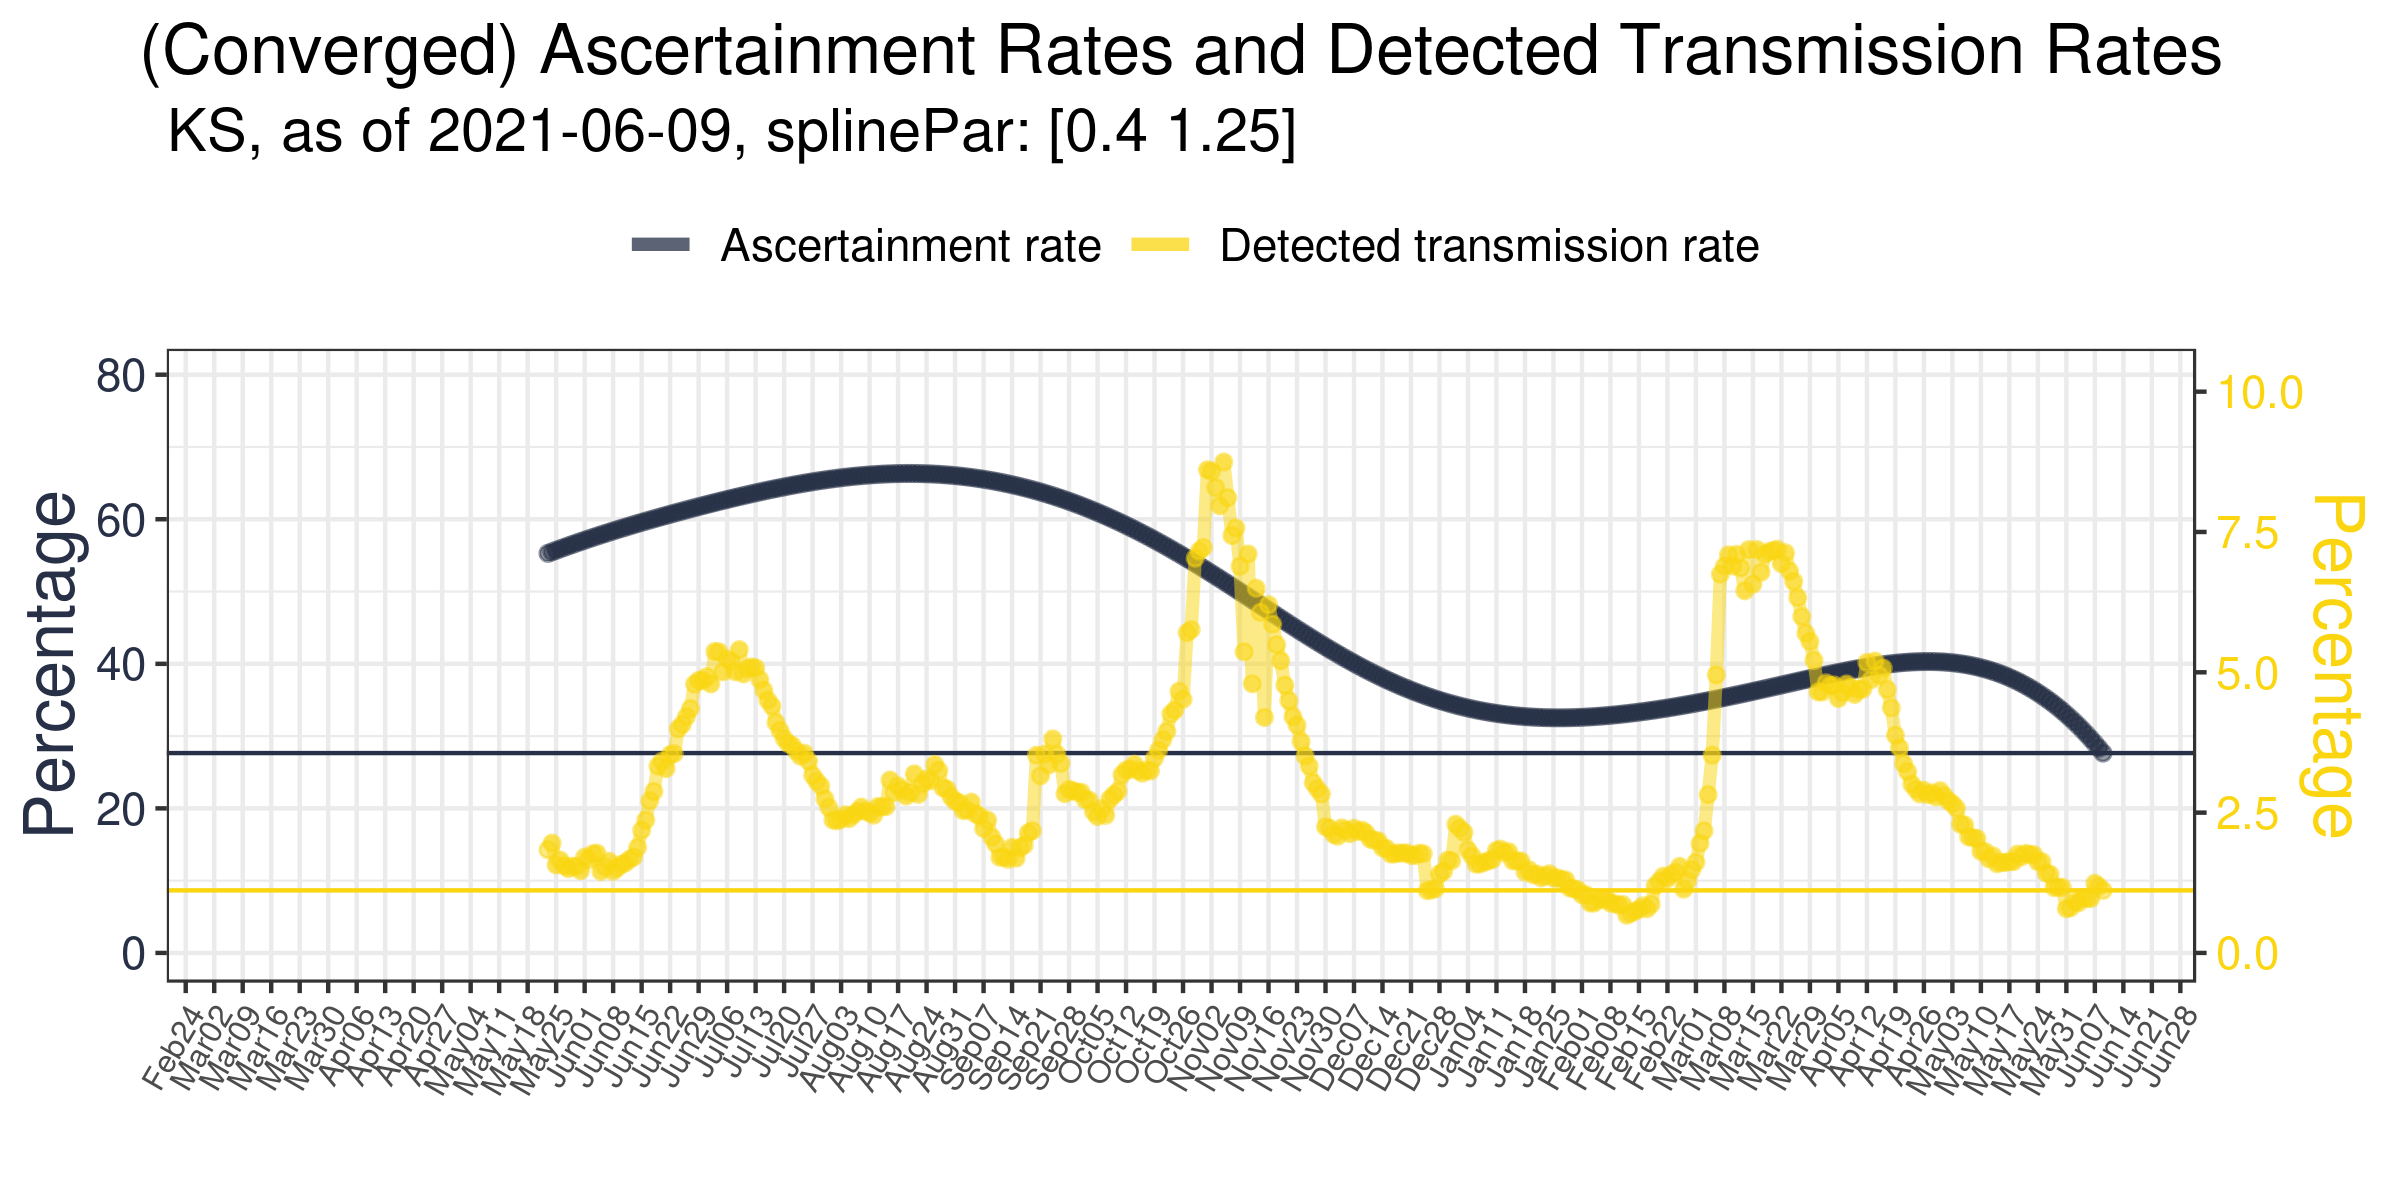 (Converged) Ascertainment Rates and Detected Transmission Rates
KS, as of 2021-06-09, splinePar: [0.4 1.25]
Ascertainment rate Detected transmission rate
Percentage
80
60
40
20
0
10.0
7.5
5.0
2.5
0.0
Percentage
Feb24
Mar02
Mar09
Mar16
Mar23
Mar30
Apr06
Apr13
Apr20
Apr27
May04
May11
May18
May25
Jun01
Jun08
Jun15
Jun22
Jun29
Jul06
Jul13
Jul20
Jul27
Aug03
Aug10
Aug17
Aug24
Aug31
Sep07
Sep14
Sep21
Sep28
Oct05
Oct12
Oct19
Oct26
Nov02
Nov09
Nov16
Nov23
Nov30
Dec07
Dec14
Dec21
Dec28
Jan04
Jan11
Jan18
Jan25
Feb01
Feb08
Feb15
Feb22
Mar01
Mar08
Mar15
Mar22
Mar29
Apr05
Apr12
Apr19
Apr26
May03
May10
May17
May24
May31
Jun07
Jun14
Jun21
Jun28